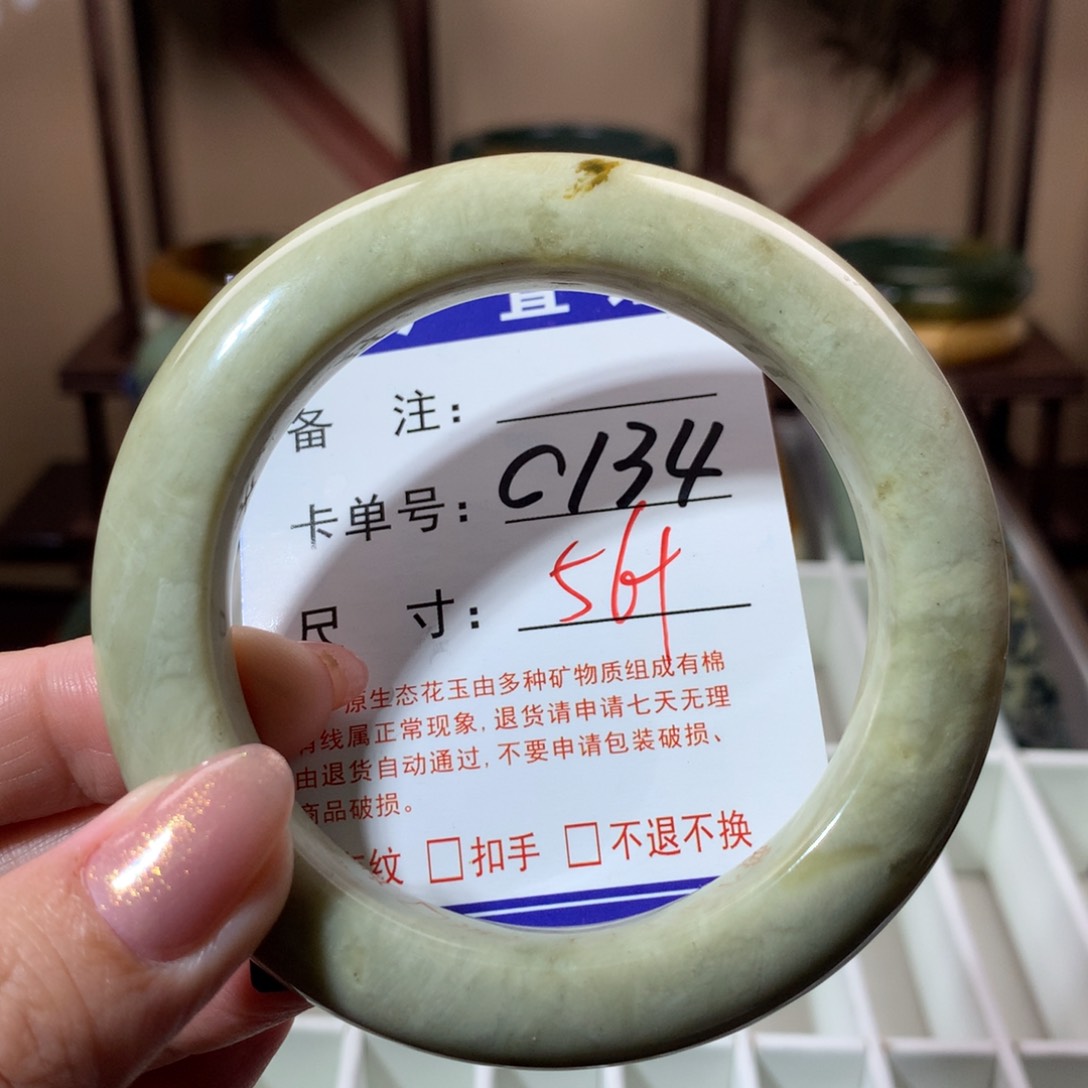 直
备 注：
卡单号：C134
尺 寸：56+
原生态花玉由多种矿物质组成有棉
有线属正常现象，退货请申请七天无理
由退货自动通过，不要申请包装破损、
商品破损。
纹 □扣手 □不退不换